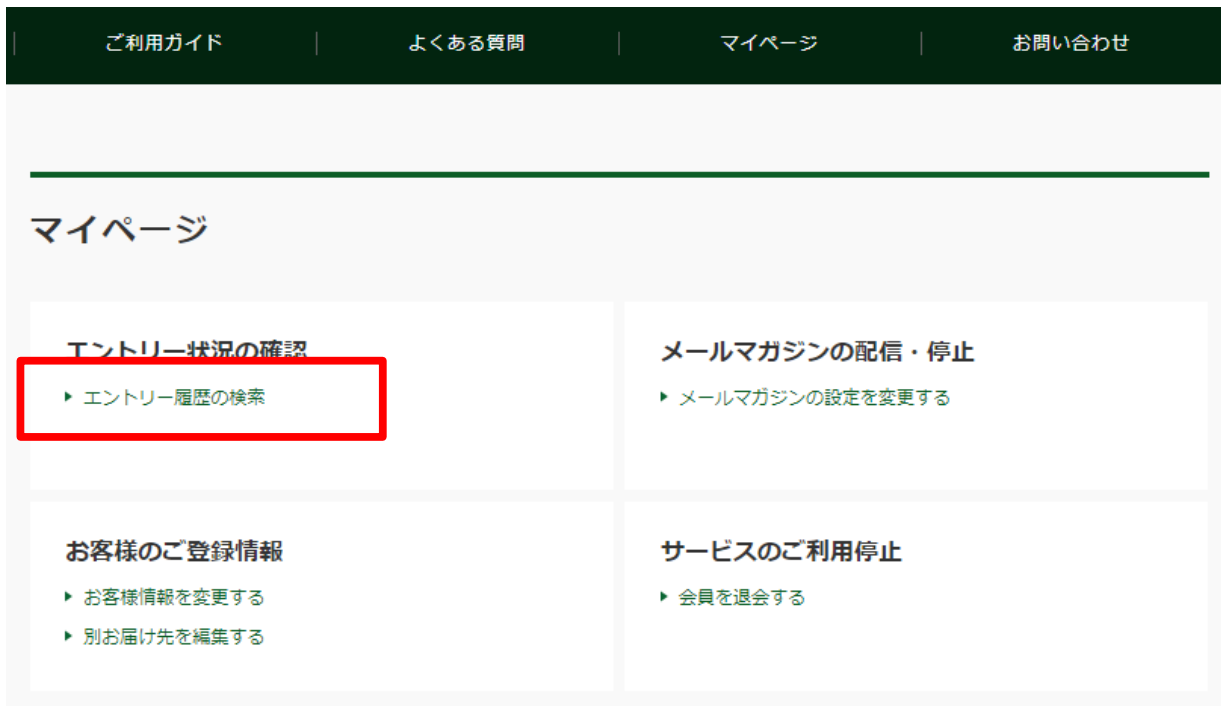 ご利用ガイド
よくある質問
マイページ
お問い合わせ
マイページ
エントリー状況の確認
エントリー履歴の検索
メールマガジンの配信・停止
メールマガジンの設定を変更する
お客様のご登録情報
お客様情報を変更する
別お届け先を編集する
サービスのご利用停止
会員を退会する